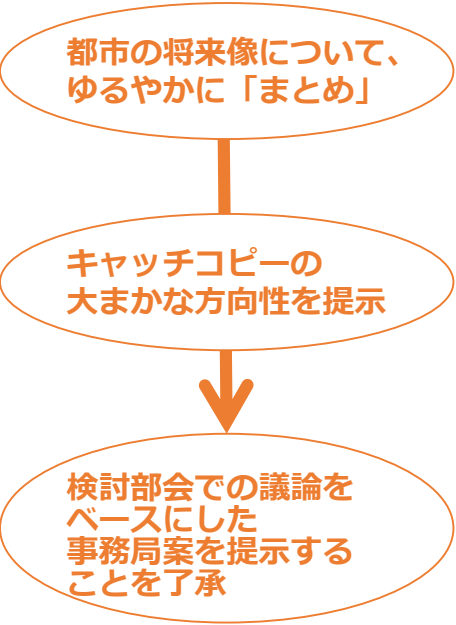 都市の将来像について、
ゆるやかに「まとめ」
キャッチコピーの
大まかな方向性を提示
検討部会での議論を
ベースにした
事務局案を提示する
ことを了承